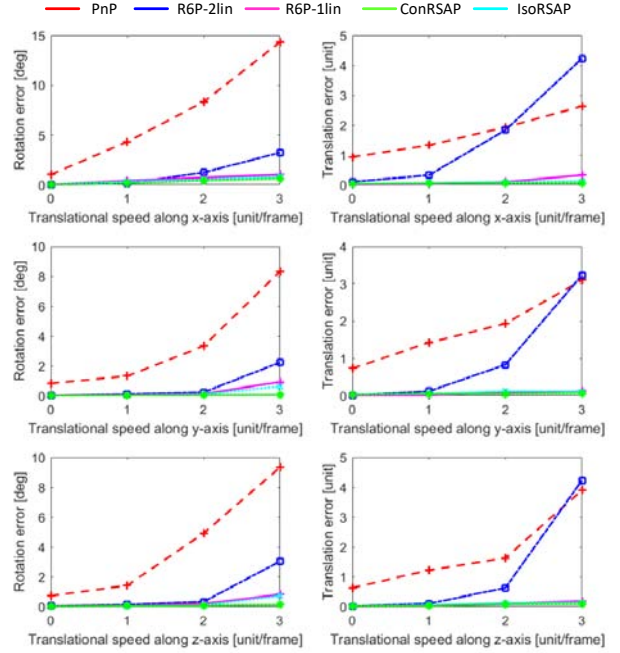 PnP R6P-2lin R6P-1lin ConRSAP IsoRSAP
Rotation error [deg]
15
10
5
0
0 1 2 3
Translational speed along x-axis [unit/frame]
Translation error [unit]
5
4
3
2
1
0
0 1 2 3
Translational speed along x-axis [unit/frame]
Rotation error [deg]
10
8
6
4
2
0
0 1 2 3
Translational speed along y-axis [unit/frame]
Translation error [unit]
4
3
2
1
0
0 1 2 3
Translational speed along y-axis [unit/frame]
Rotation error [deg]
10
8
6
4
2
0
0 1 2 3
Translational speed along z-axis [unit/frame]
Translation error [unit]
5
4
3
2
1
0
0 1 2 3
Translational speed along z-axis [unit/frame]